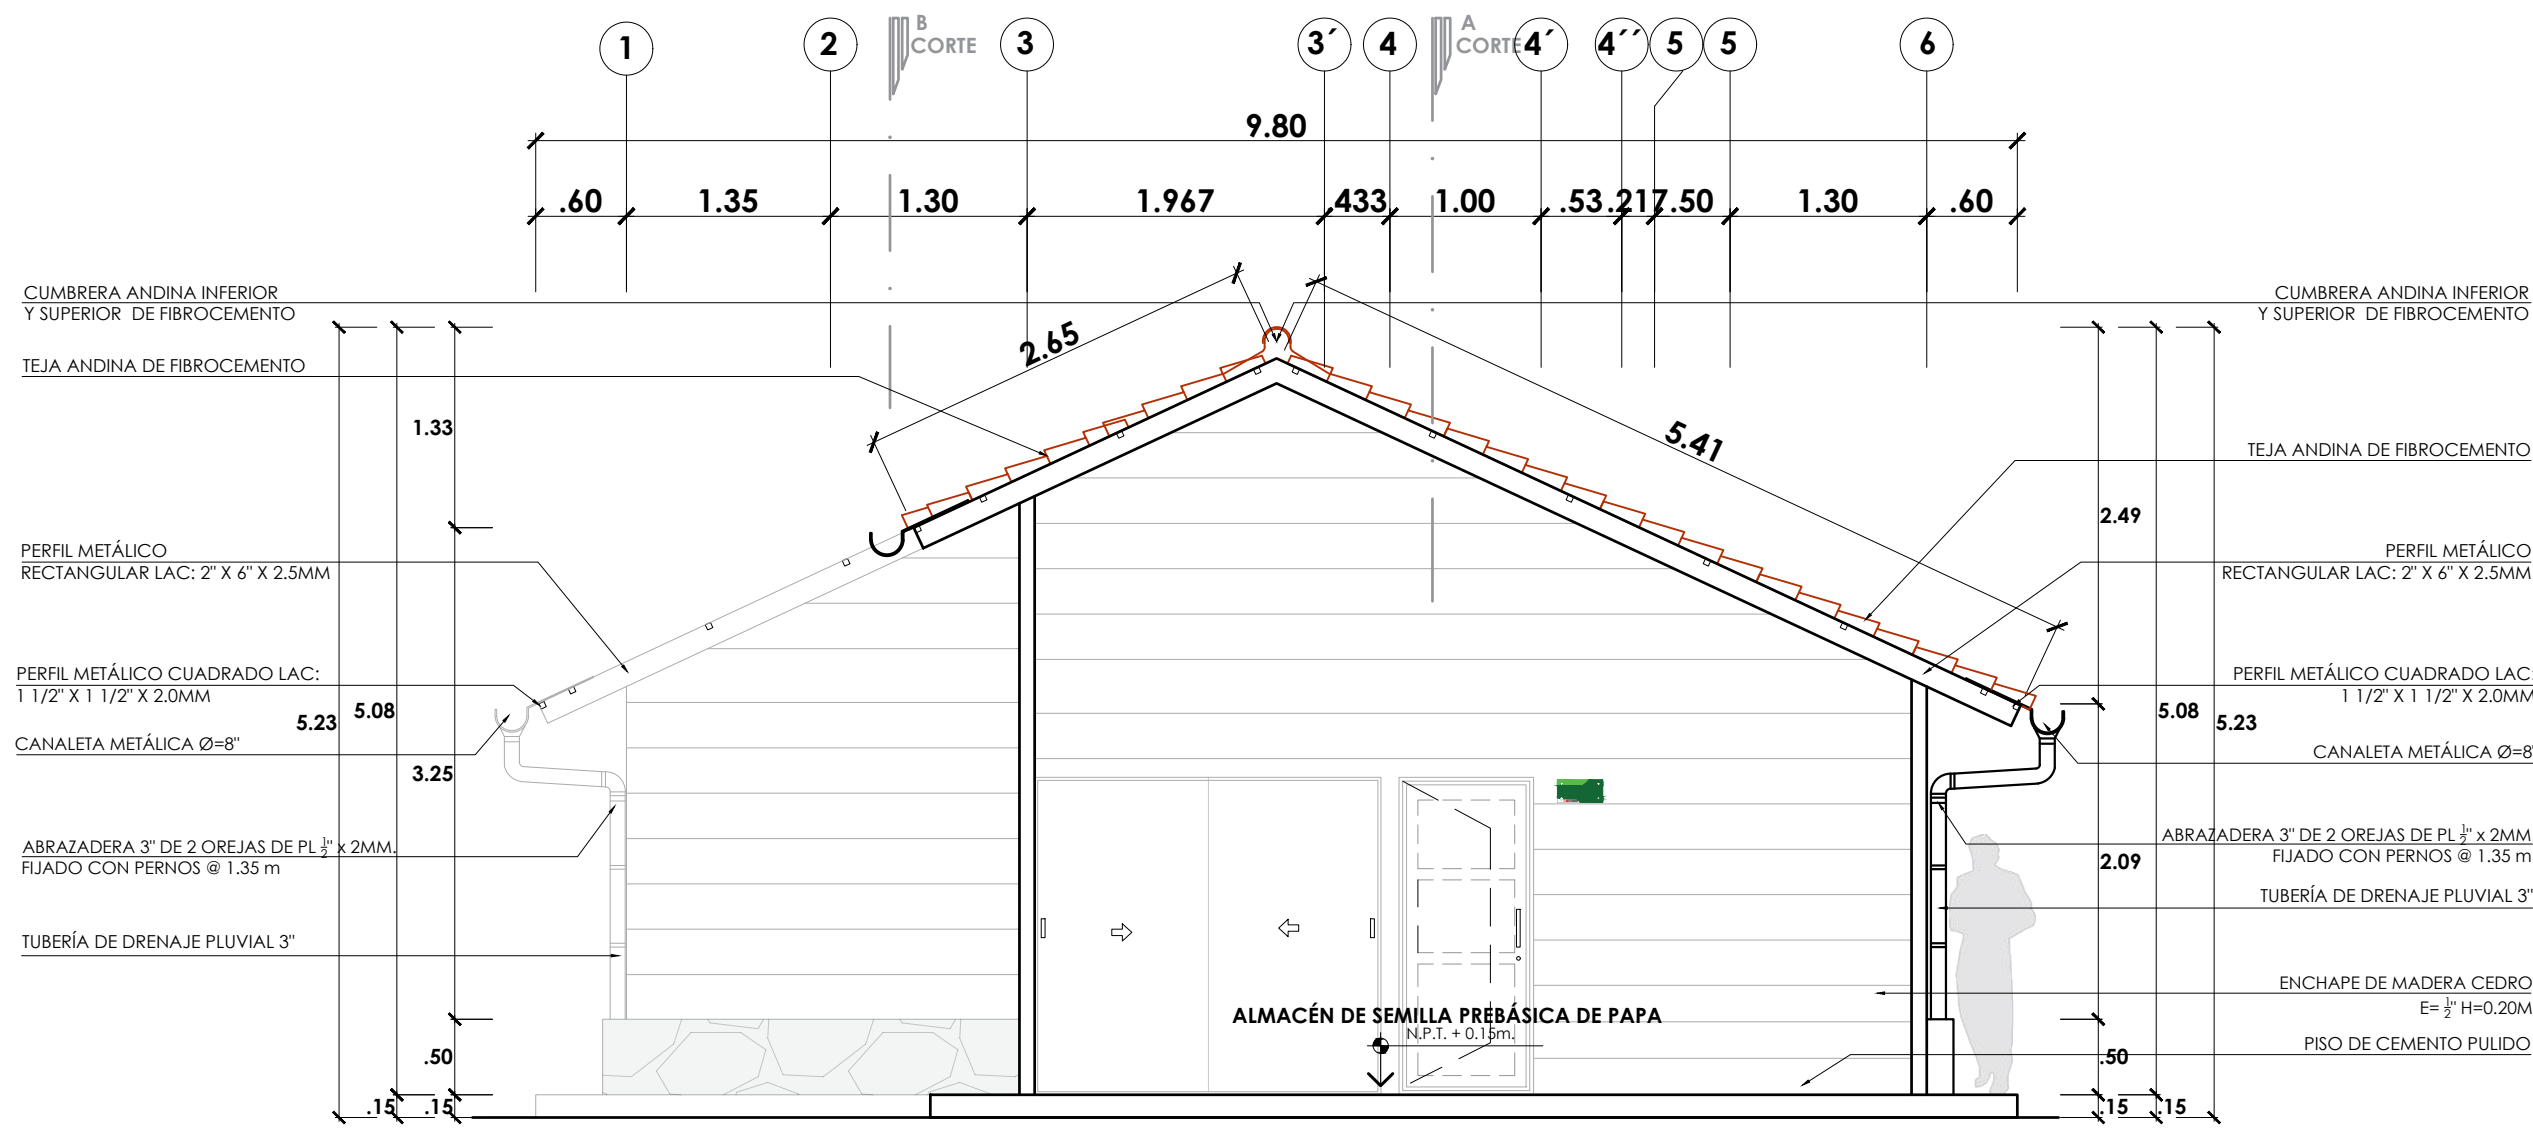 B
CORTE
A
CORTE
1
2
3
3´
4
4´
4´´
5
5
6
9.80
.60
1.35
1.30
1.967
.433
1.00
.53
.217
.50
1.30
.60
CUMBRERA ANDINA INFERIOR
Y SUPERIOR DE FIBROCEMENTO
TEJA ANDINA DE FIBROCEMENTO
PERFIL METÁLICO
RECTANGULAR LAC: 2" X 6" X 2.5MM
PERFIL METÁLICO CUADRADO LAC:
1 1/2" X 1 1/2" X 2.0MM
CANALETA METÁLICA Ø=8"
ABRAZADERA 3" DE 2 OREJAS DE PL 1/2" x 2MM.
FIJADO CON PERNOS @ 1.35 m
TUBERÍA DE DRENAJE PLUVIAL 3"
5.23
5.08
1.33
3.25
.50
.15
.15
2.65
5.41
ALMACÉN DE SEMILLA PREBÁSICA DE PAPA
N.P.T. + 0.15m.
CUMBRERA ANDINA INFERIOR
Y SUPERIOR DE FIBROCEMENTO
TEJA ANDINA DE FIBROCEMENTO
PERFIL METÁLICO
RECTANGULAR LAC: 2" X 6" X 2.5MM
PERFIL METÁLICO CUADRADO LAC:
1 1/2" X 1 1/2" X 2.0MM
CANALETA METÁLICA Ø=8"
ABRAZADERA 3" DE 2 OREJAS DE PL 1/2" x 2MM
FIJADO CON PERNOS @ 1.35 m
TUBERÍA DE DRENAJE PLUVIAL 3"
ENCHAPE DE MADERA CEDRO
E= 1/2" H=0.20M
PISO DE CEMENTO PULIDO
2.49
2.09
.50
.15
.15
5.08
5.23